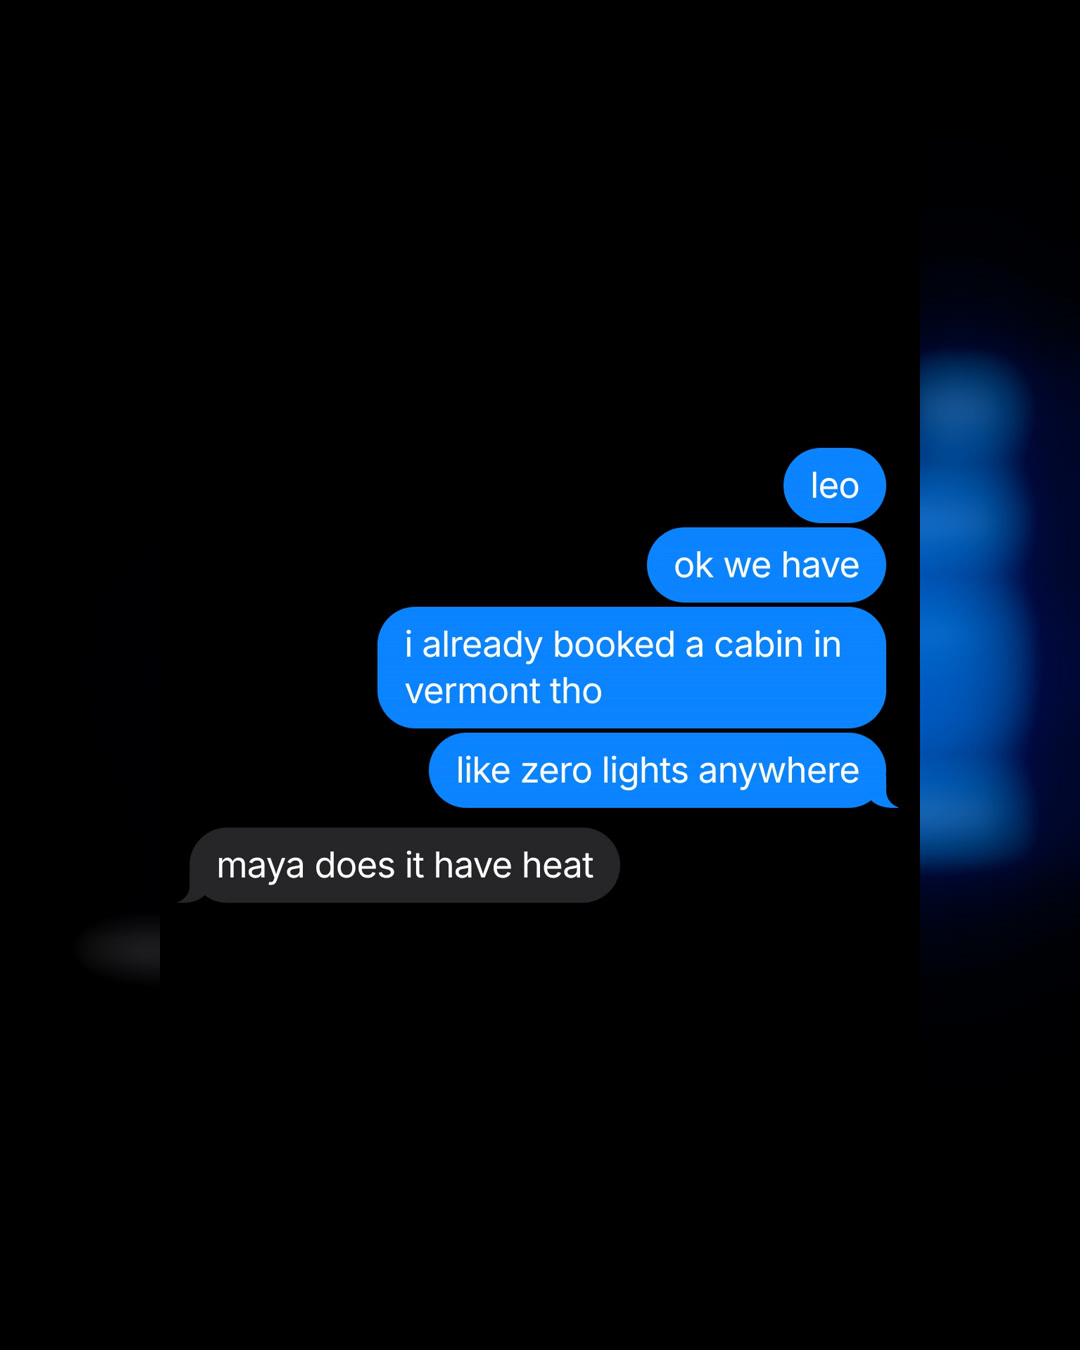 leo
ok we have
i already booked a cabin in
vermont tho
like zero lights anywhere
maya does it have heat